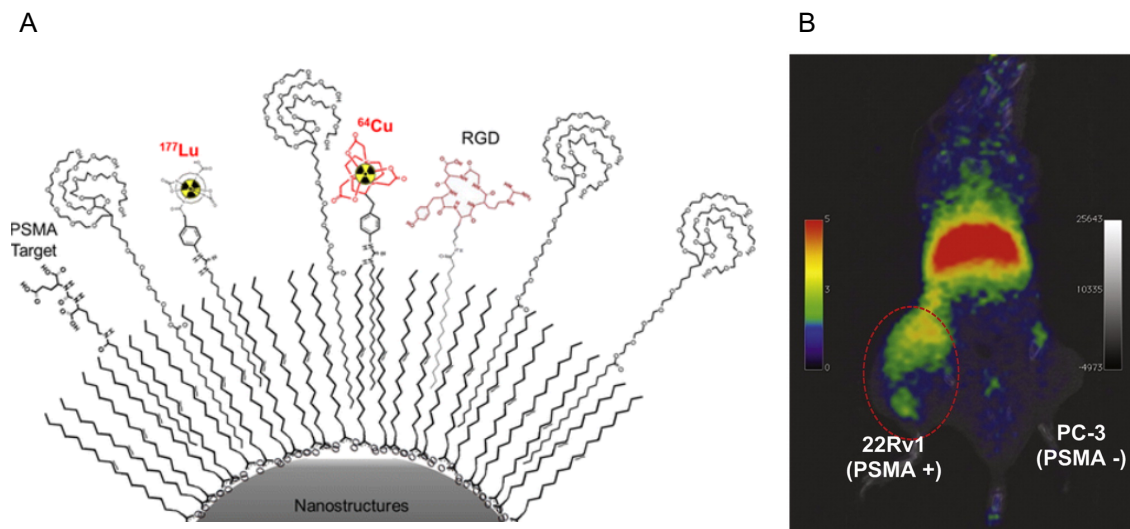 A
B
177Lu
64Cu
RGD
PSMA
Target
Nanostructures
5
3
0
25643
10335
-4973
22Rv1
(PSMA +)
PC-3
(PSMA -)